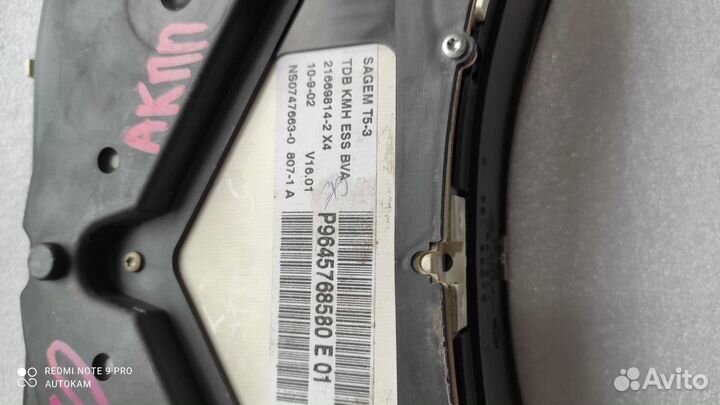 АКПП
SAGEM T5-3
TDB KMH ESS BVA
21669814-2 X4
10-9-02 V16.01
NS0747663-0 807-1 A
P9645768580 E 01
REDMI NOTE 9 PRO
AUTOKAM
Avito